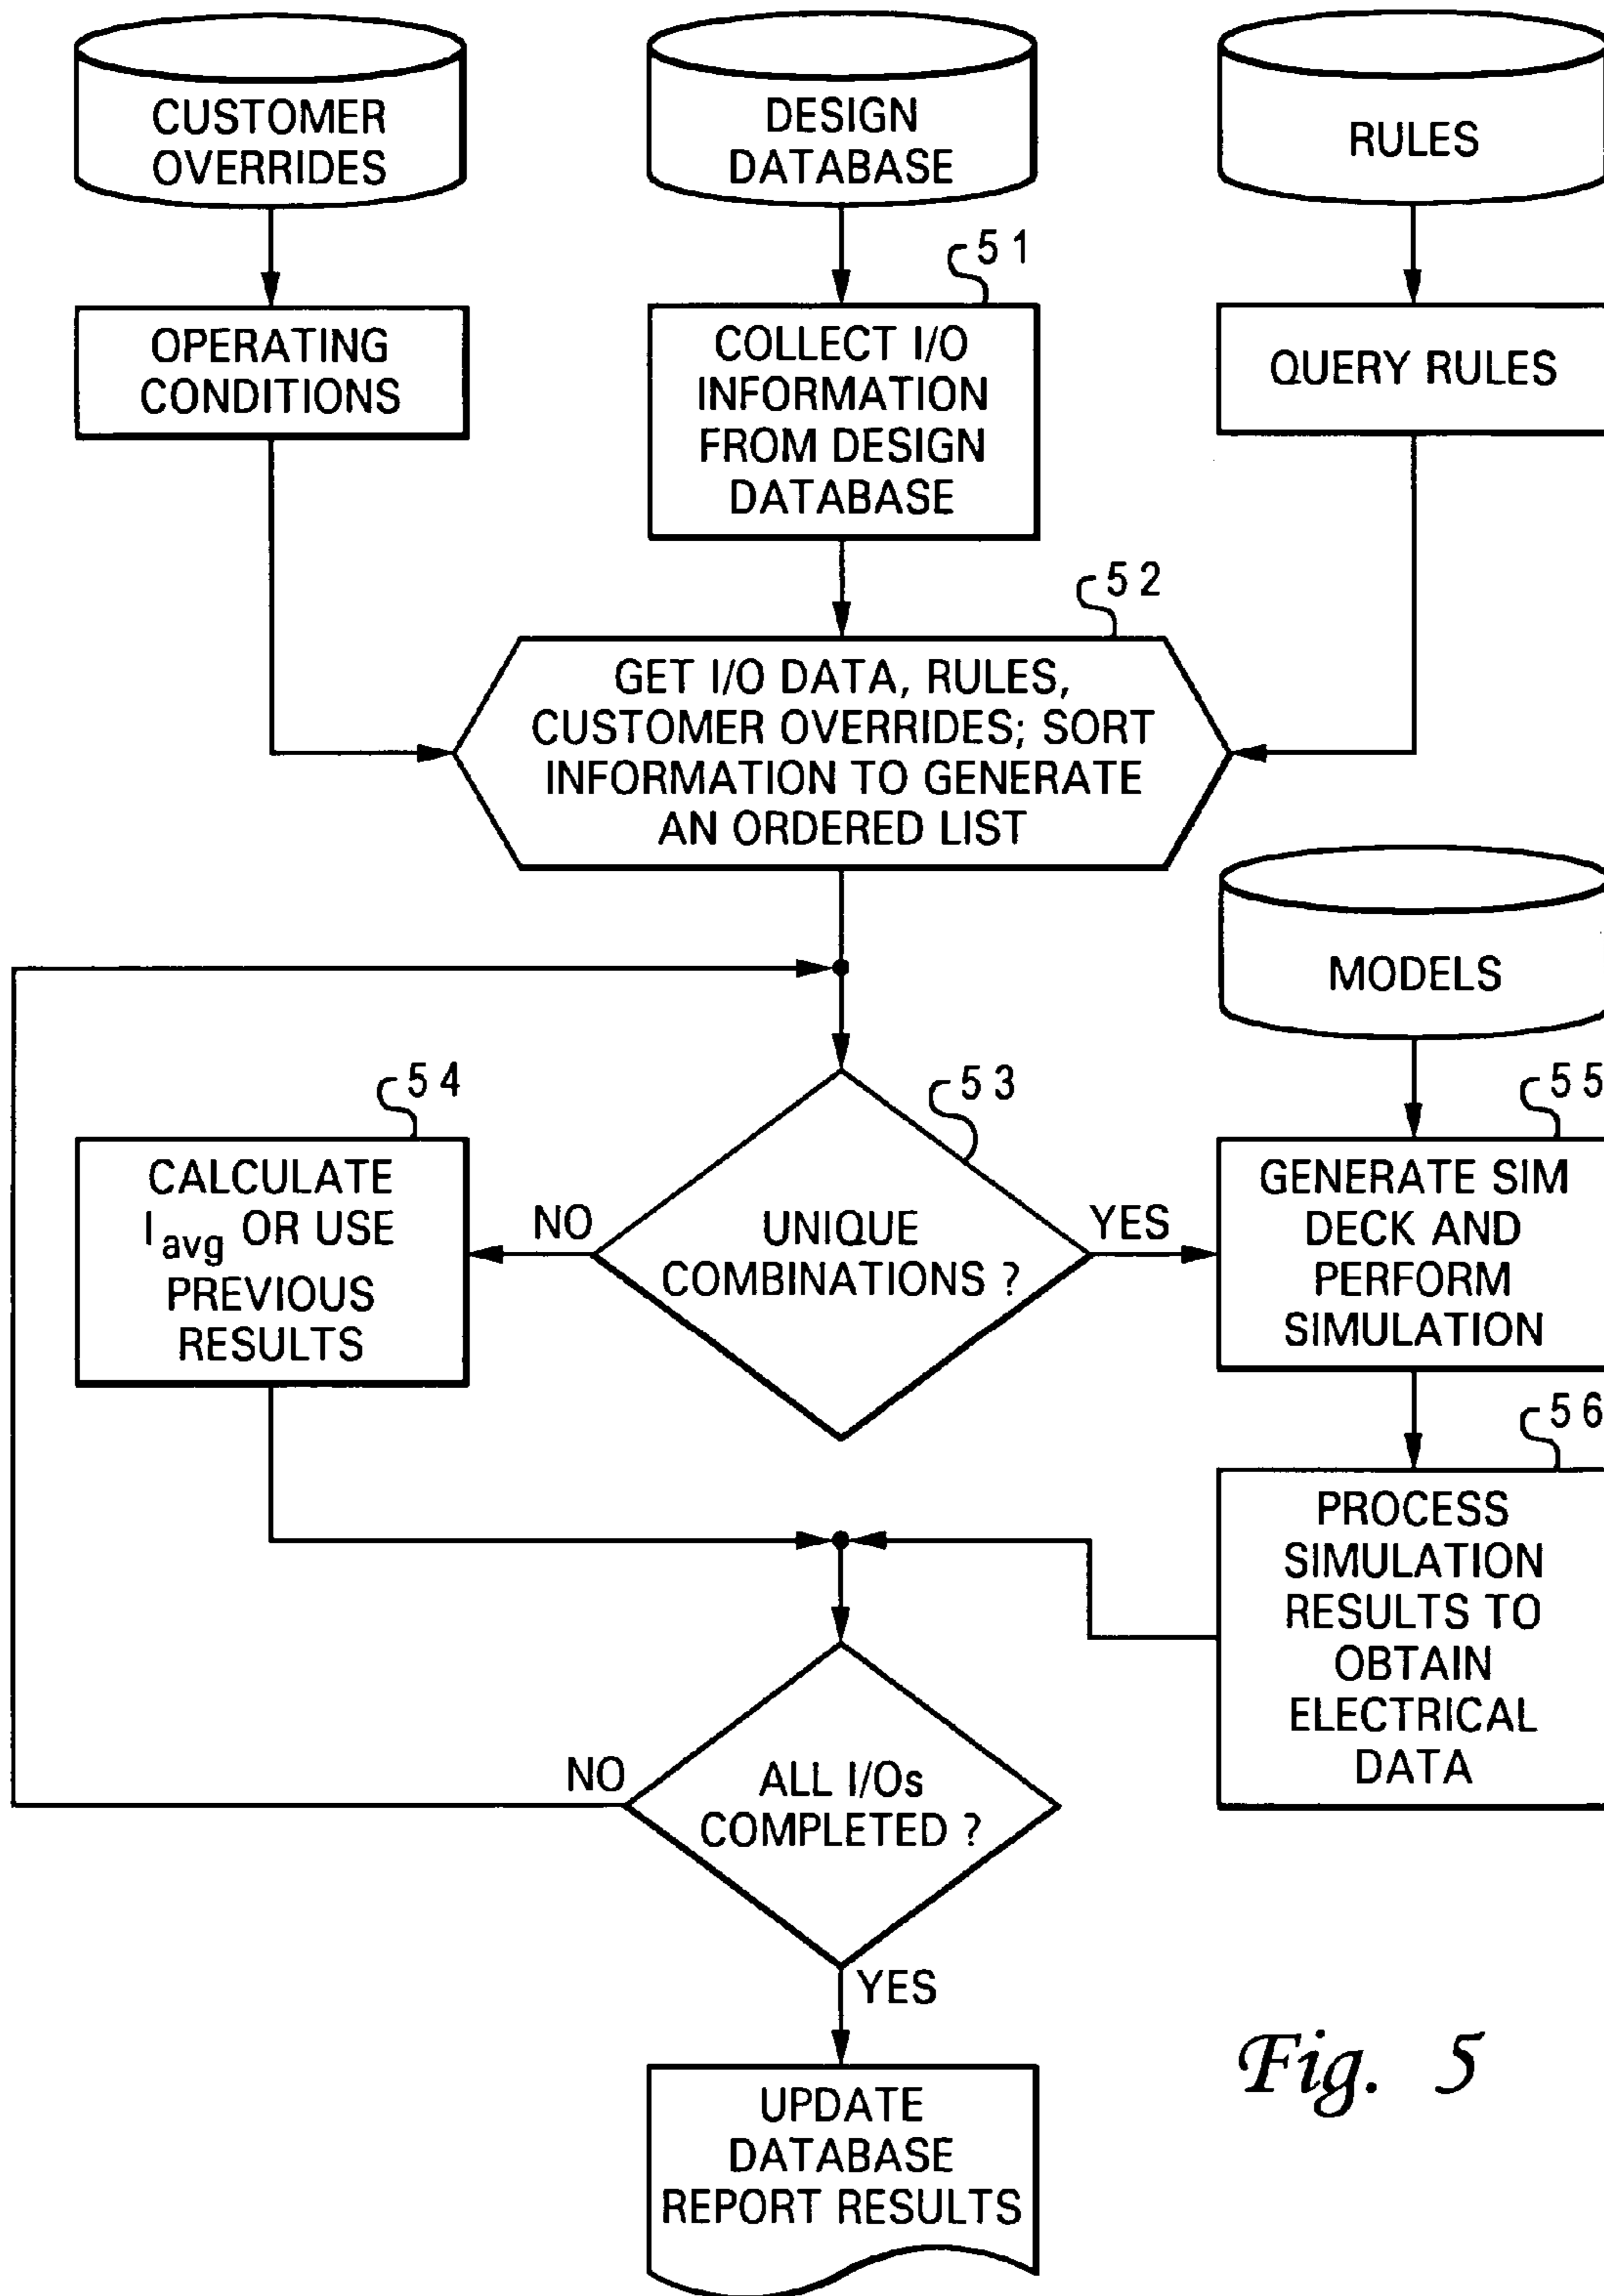 CUSTOMER
OVERRIDES
DESIGN
DATABASE
RULES
51
OPERATING
CONDITIONS
COLLECT I/O
INFORMATION
FROM DESIGN
DATABASE
QUERY RULES
52
GET I/O DATA, RULES,
CUSTOMER OVERRIDES; SORT
INFORMATION TO GENERATE
AN ORDERED LIST
MODELS
54
53
55
CALCULATE
Iavg OR USE
PREVIOUS
RESULTS
NO
UNIQUE
COMBINATIONS ?
YES
GENERATE SIM
DECK AND
PERFORM
SIMULATION
56
PROCESS
SIMULATION
RESULTS TO
OBTAIN
ELECTRICAL
DATA
NO
ALL I/Os
COMPLETED ?
YES
UPDATE
DATABASE
REPORT RESULTS
Fig. 5